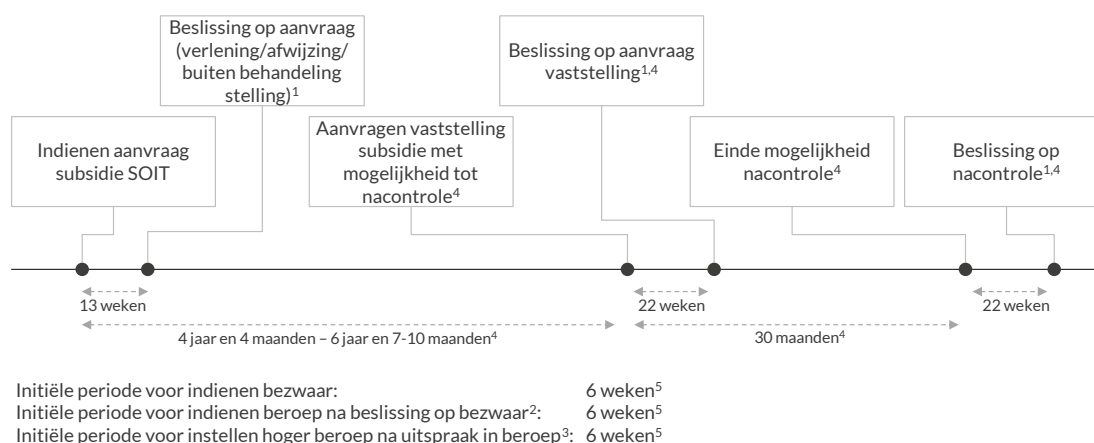 Beslissing op aanvraag
(verlening/afwijzing/
buiten behandeling
stelling)¹
Beslissing op aanvraag
vaststelling¹,⁴
Indienen aanvraag
subsidie SOIT
Aanvragen vaststelling
subsidie met
mogelijkheid tot
nacontrole⁴
Einde mogelijkheid
nacontrole⁴
Beslissing op
nacontrole¹,⁴
13 weken
22 weken
22 weken
4 jaar en 4 maanden – 6 jaar en 7-10 maanden⁴
30 maanden⁴
Initiële periode voor indienen bezwaar: 6 weken⁵
Initiële periode voor indienen beroep na beslissing op bezwaar²: 6 weken⁵
Initiële periode voor instellen hoger beroep na uitspraak in beroep³: 6 weken⁵